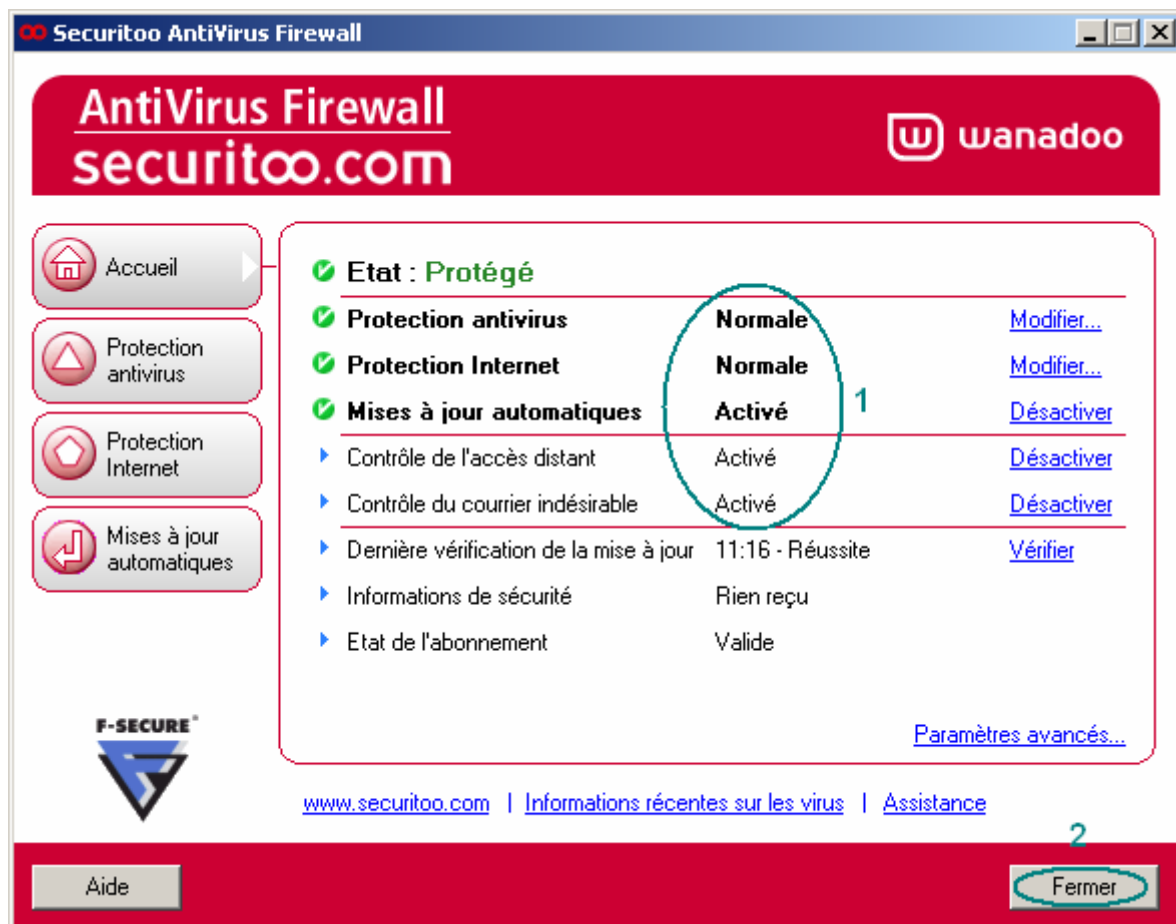 Securitoo AntiVirus Firewall
AntiVirus Firewall
securitoo.com
wanadoo
Accueil
Protection
antivirus
Protection
Internet
Mises à jour
automatiques
F-SECURE®
Etat : Protégé
Protection antivirus Normale Modifier...
Protection Internet Normale Modifier...
Mises à jour automatiques Activé 1 Désactiver
Contrôle de l'accès distant Activé Désactiver
Contrôle du courrier indésirable Activé Désactiver
Dernière vérification de la mise à jour 11:16 - Réussite Vérifier
Informations de sécurité Rien reçu
Etat de l'abonnement Valide
Paramètres avancés...
www.securitoo.com | Informations récentes sur les virus | Assistance
2
Aide Fermer